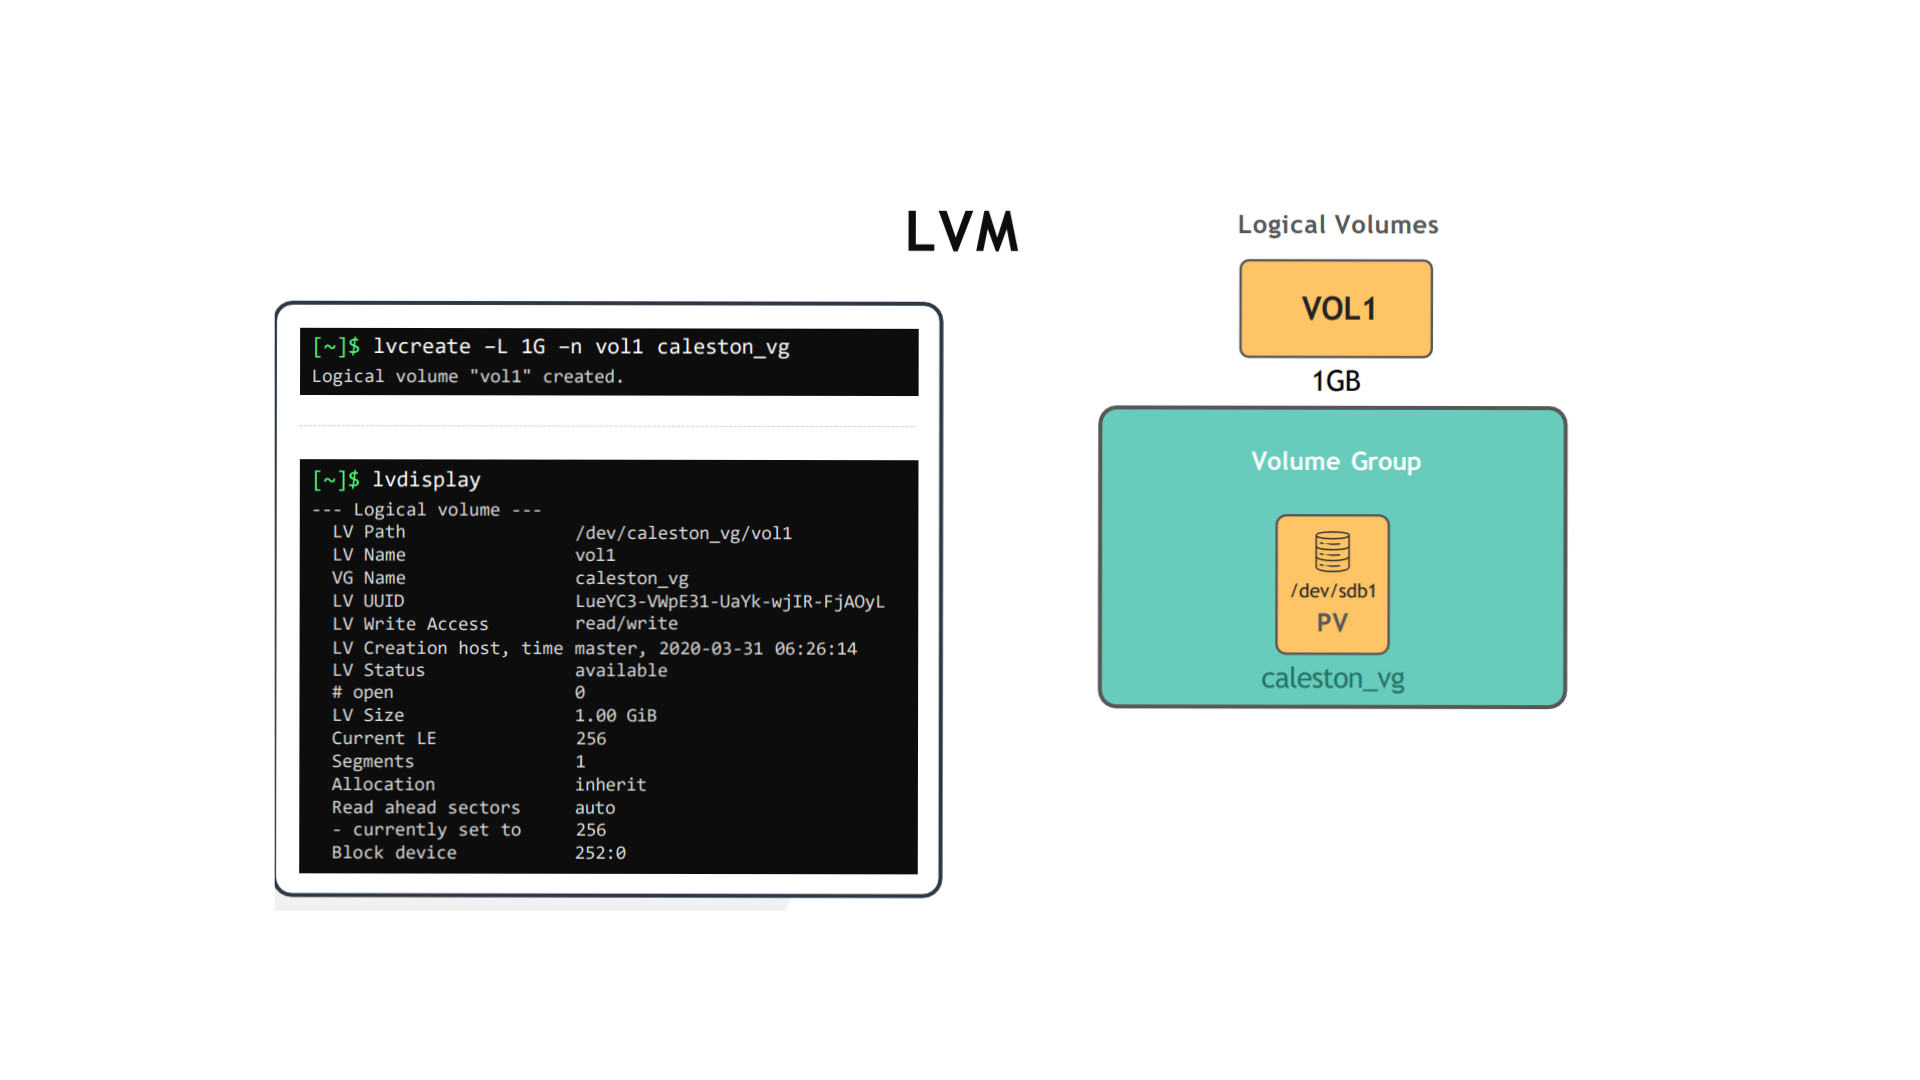 LVM
[~]$ lvcreate –L 1G –n vol1 caleston_vg
Logical volume "vol1" created.
[~]$ lvdisplay
--- Logical volume ---
LV Path /dev/caleston_vg/vol1
LV Name vol1
VG Name caleston_vg
LV UUID LueYC3-VWpE31-UaYk-wjIR-FjAOyL
LV Write Access read/write
LV Creation host, time master, 2020-03-31 06:26:14
LV Status available
# open 0
LV Size 1.00 GiB
Current LE 256
Segments 1
Allocation inherit
Read ahead sectors auto
- currently set to 256
Block device 252:0
Logical Volumes
VOL1
1GB
Volume Group
/dev/sdb1
PV
caleston_vg